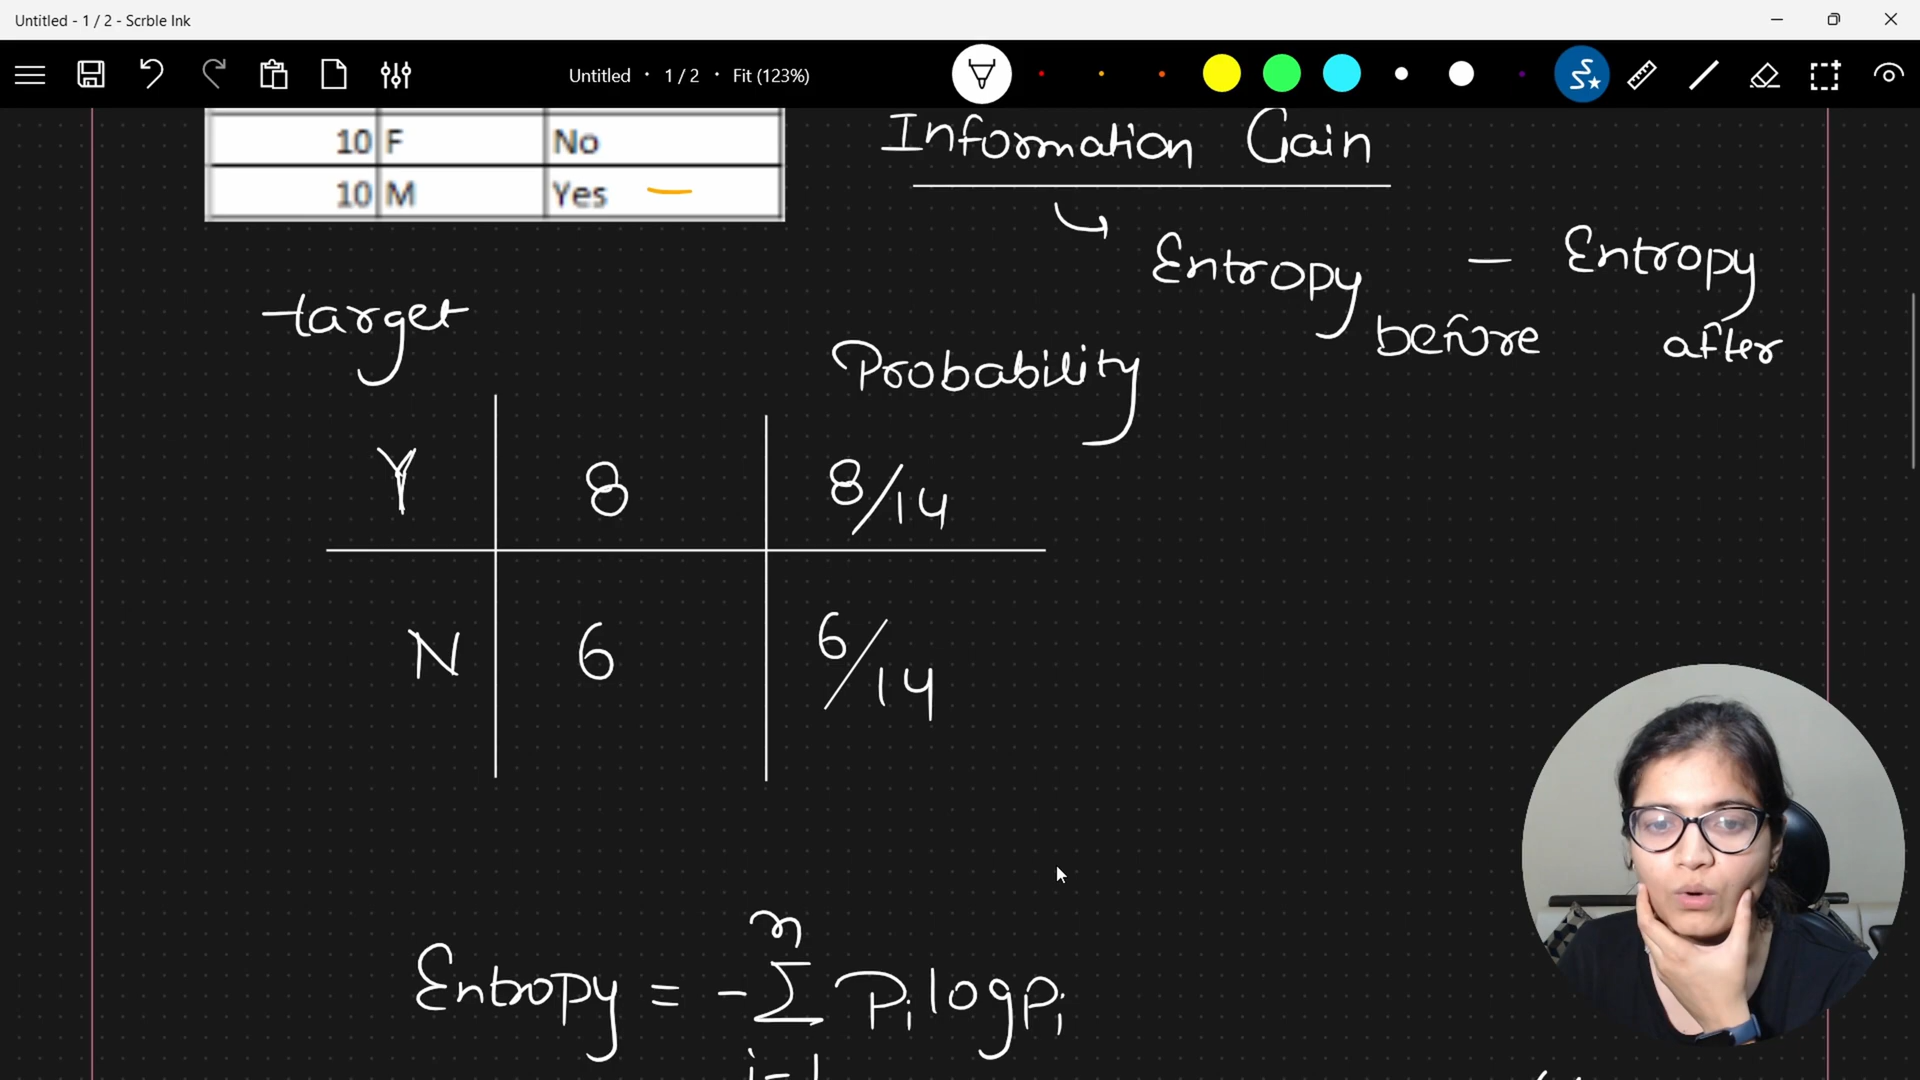 Untitled - 1 / 2 - Scrble Ink
Untitled • 1 / 2 • Fit (123%)
10 F No
10 M Yes
Information Gain
Entropy before – Entropy after
target
Probability
Y 8 8/14
N 6 6/14
Entropy = - n Σ i=1 Pi log pi